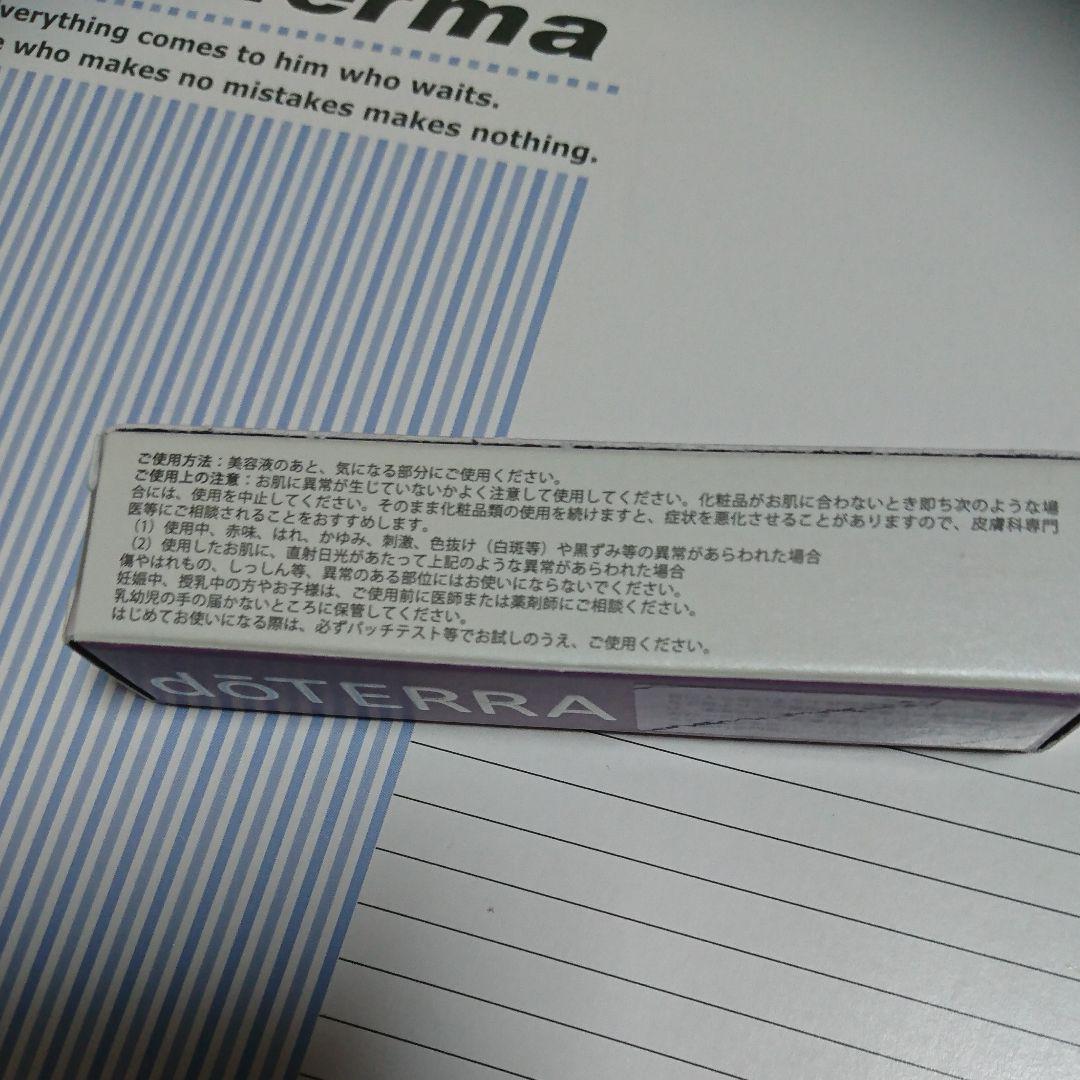 erma
verything comes to him who waits.
e who makes no mistakes makes nothing.
ご使用方法：美容液のあと、気になる部分にご使用ください。
ご使用上の注意：お肌に異常が生じていないかよく注意して使用してください。化粧品がお肌に合わないとき即ち次のような場
合には、使用を中止してください。そのまま化粧品類の使用を続けますと、症状を悪化させることがありますので、皮膚科専門
医等にご相談されることをおすすめします。
（1）使用中、赤味、はれ、かゆみ、刺激、色抜け（白斑等）や黒ずみ等の異常があらわれた場合
（2）使用したお肌に、直射日光があたって上記のような異常があらわれた場合
傷やはれもの、しっしん等、異常のある部位にはお使いにならないでください。
妊娠中、授乳中の方やお子様は、ご使用前に医師または薬剤師にご相談ください。
乳幼児の手の届かないところに保管してください。
はじめてお使いになる際は、必ずパッチテスト等でお試しのうえ、ご使用ください。
dōTERRA